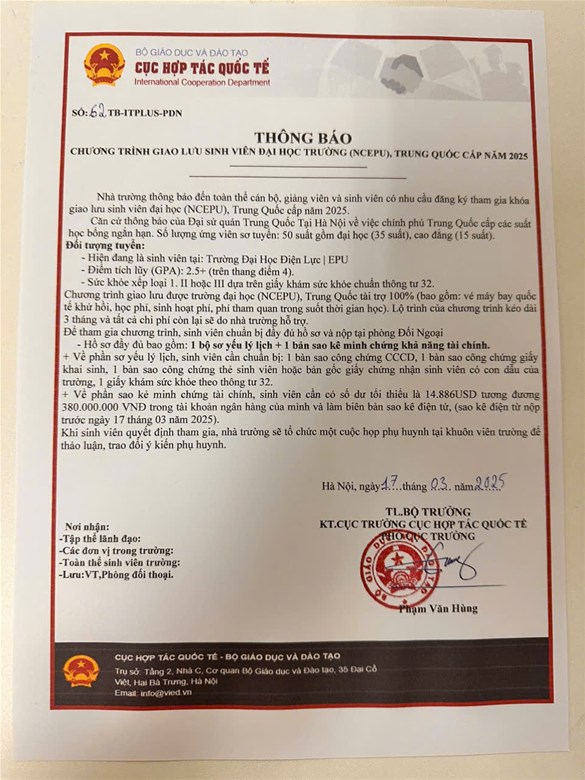 BỘ GIÁO DỤC VÀ ĐÀO TẠO
CỤC HỢP TÁC QUỐC TẾ
International Cooperation Department
SỐ:62TB-ITPLUS-PDN
THÔNG BÁO
CHƯƠNG TRÌNH GIAO LƯU SINH VIÊN ĐẠI HỌC TRƯỜNG (NCEPU), TRUNG QUỐC CẤP NĂM 2025
Nhà trường thông báo đến toàn thể cán bộ, giảng viên và sinh viên có nhu cầu đăng ký tham gia khóa
giao lưu sinh viên đại học (NCEPU), Trung Quốc cấp năm 2025.
Căn cứ thông báo của Đại sứ quán Trung Quốc Tại Hà Nội về việc chính phủ Trung Quốc cấp các suất
học bổng ngắn hạn. Số lượng ứng viên sơ tuyển: 50 suất gồm đại học (35 suất), cao đẳng (15 suất).
Đối tượng tuyển:
- Hiện đang là sinh viên tại: Trường Đại Học Điện Lực | EPU
- Điểm tích lũy (GPA): 2.5+ (trên thang điểm 4).
- Sức khỏe xếp loại 1. II hoặc III dựa trên giấy khám sức khỏe chuẩn thông tư 32.
Chương trình giao lưu được trường đại học (NCEPU), Trung Quốc tài trợ 100% (bao gồm: vé máy bay quốc
tế khứ hồi, học phí, sinh hoạt phí, phí tham quan trong suốt thời gian học). Lộ trình của chương trình kéo dài
3 tháng và tất cả chi phí còn lại sẽ do nhà trường hỗ trợ.
Để tham gia chương trình, sinh viên chuẩn bị đầy đủ hồ sơ và nộp tại phòng Đối Ngoại
- Hồ sơ đầy đủ bao gồm: 1 bộ sơ yếu lý lịch + 1 bản sao kê minh chứng khả năng tài chính.
+ Về phần sơ yếu lý lịch, sinh viên cần chuẩn bị: 1 bản sao công chứng CCCD, 1 bản sao công chứng giấy
khai sinh, 1 bản sao công chứng thẻ sinh viên hoặc bản gốc giấy chứng nhận sinh viên có con dấu của
trường, 1 giấy khám sức khỏe theo thông tư 32.
+ Về phần sao kê minh chứng tài chính, sinh viên cần có số dư tối thiểu là 14.886USD tương đương
380.000.000 VNĐ trong tài khoản ngân hàng của mình và làm biên bản sao kê điện tử, (sao kê điện tử nộp
trước ngày 17 tháng 03 năm 2025).
Khi sinh viên quyết định tham gia, nhà trường sẽ tổ chức một cuộc họp phụ huynh tại khuôn viên trường để
thảo luận, trao đổi ý kiến phụ huynh.
Hà Nội, ngày17....tháng..03..năm2025
TL.BỘ TRƯỞNG
KT.CỤC TRƯỞNG CỤC HỢP TÁC QUỐC TẾ
PHÓ CỤC TRƯỞNG
BỘ GIÁO DỤC VÀ ĐÀO TẠO
Phạm Văn Hùng
Nơi nhận:
-Tập thể lãnh đạo:
-Các đơn vị trong trường:
-Toàn thể sinh viên trường:
-Lưu:VT,Phòng đối thoại.
CỤC HỢP TÁC QUỐC TẾ - BỘ GIÁO DỤC VÀ ĐÀO TẠO
Trụ sở: Tầng 2, Nhà C, Cơ quan Bộ Giáo dục và Đào tạo, 35 Đại Cồ
Việt, Hai Bà Trưng, Hà Nội
Email: info@vied.vn